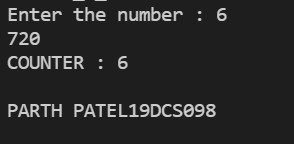 Enter the number : 6
720
COUNTER : 6
PARTH PATEL19DCS098